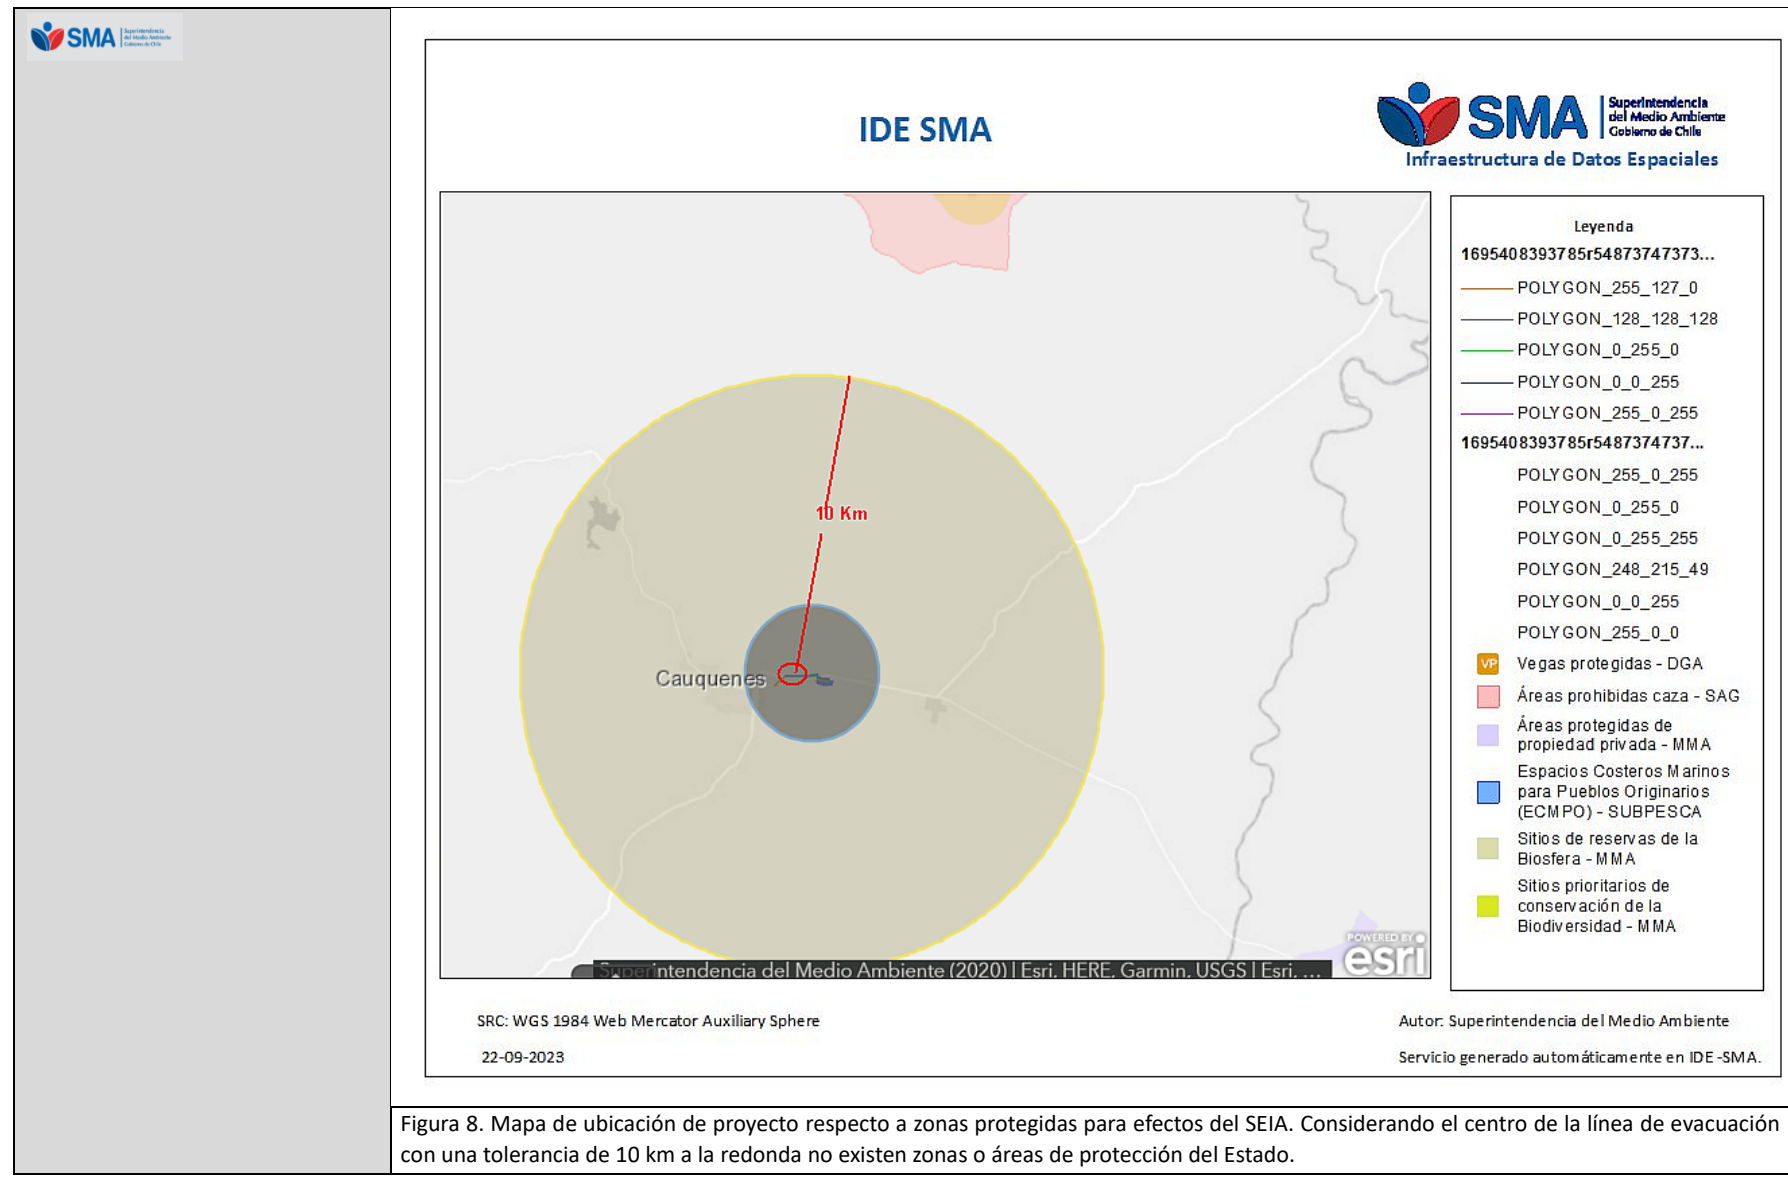 SMA
Superintendencia
del Medio Ambiente
Gobierno de Chile
IDE SMA
SMA
Superintendencia
del Medio Ambiente
Gobierno de Chile
Infraestructura de Datos Espaciales
10 Km
Cauquenes
Superintendencia del Medio Ambiente (2020) | Esri, HERE, Garmin, USGS | Esri, ...
POWERED BY
esri
Leyenda
1695408393785r54873747373...
POLYGON_255_127_0
POLYGON_128_128_128
POLYGON_0_255_0
POLYGON_0_0_255
POLYGON_255_0_255
1695408393785r5487374737...
POLYGON_255_0_255
POLYGON_0_255_0
POLYGON_0_255_255
POLYGON_248_215_49
POLYGON_0_0_255
POLYGON_255_0_0
VP Vegas protegidas - DGA
Áreas prohibidas caza - SAG
Áreas protegidas de
propiedad privada - MMA
Espacios Costeros Marinos
para Pueblos Originarios
(ECMPO) - SUBPESCA
Sitios de reservas de la
Biosfera - MMA
Sitios prioritarios de
conservación de la
Biodiversidad - MMA
SRC: WGS 1984 Web Mercator Auxiliary Sphere
22-09-2023
Autor: Superintendencia del Medio Ambiente
Servicio generado automáticamente en IDE-SMA.
Figura 8. Mapa de ubicación de proyecto respecto a zonas protegidas para efectos del SEIA. Considerando el centro de la línea de evacuación
con una tolerancia de 10 km a la redonda no existen zonas o áreas de protección del Estado.